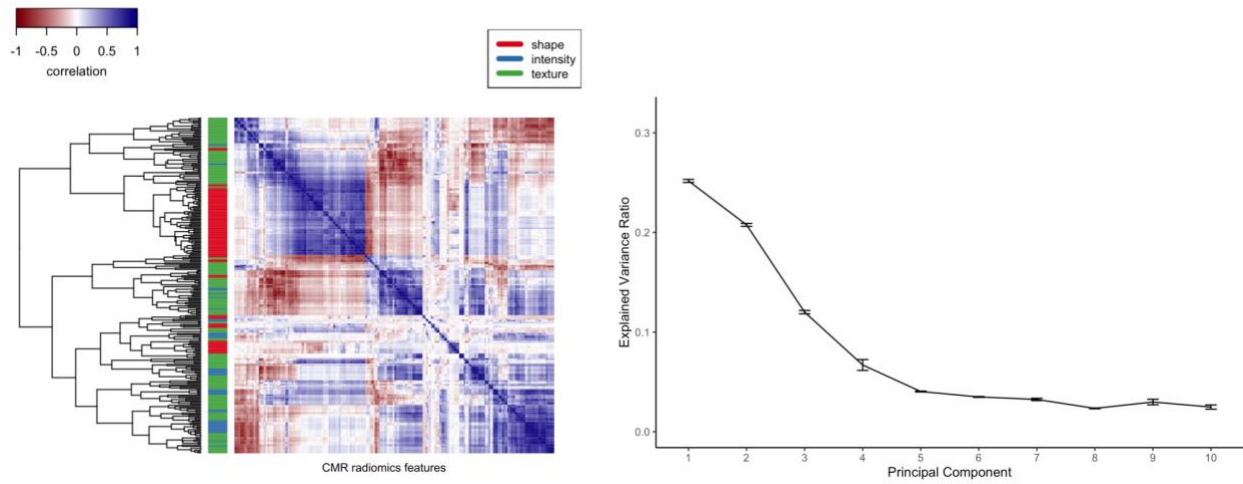 -1 -0.5 0 0.5 1
correlation
shape
intensity
texture
CMR radiomics features
Explained Variance Ratio
0.3
0.2
0.1
0.0
1 2 3 4 5 6 7 8 9 10
Principal Component